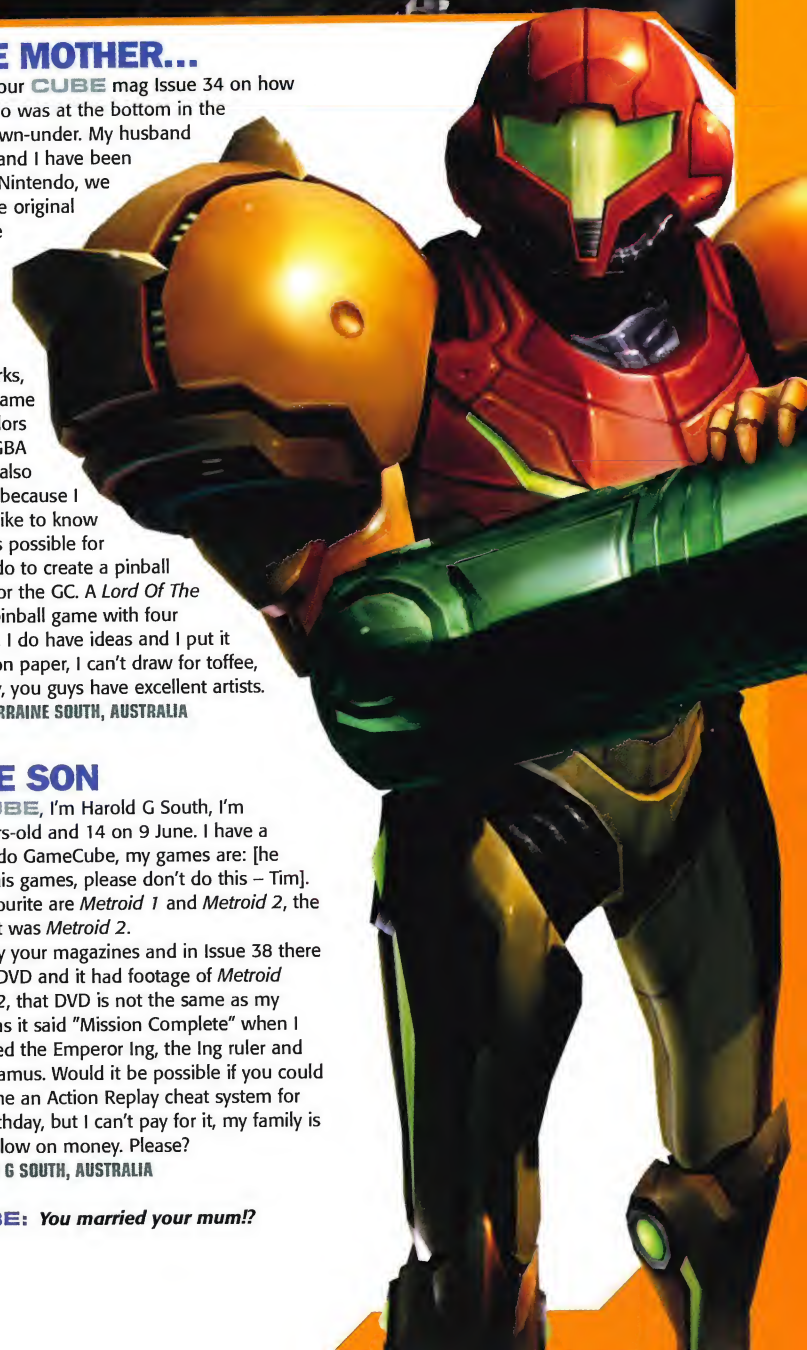 E MOTHER...
our CUBE mag Issue 34 on how
o was at the bottom in the
wn-under. My husband
and I have been
Nintendo, we
e original
e
rks,
ame
lors
GBA
also
because I
ike to know
s possible for
do to create a pinball
or the GC. A Lord Of The
inball game with four
. I do have ideas and I put it
on paper, I can't draw for toffee,
, you guys have excellent artists.
RRAINE SOUTH, AUSTRALIA
E SON
UBE, I'm Harold G South, I'm
rs-old and 14 on 9 June. I have a
do GameCube, my games are: [he
his games, please don't do this – Tim].
ourite are Metroid 1 and Metroid 2, the
t was Metroid 2.
y your magazines and in Issue 38 there
DVD and it had footage of Metroid
2, that DVD is not the same as my
as it said "Mission Complete" when I
ed the Emperor Ing, the Ing ruler and
amus. Would it be possible if you could
ne an Action Replay cheat system for
thday, but I can't pay for it, my family is
low on money. Please?
G SOUTH, AUSTRALIA
BE: You married your mum!?